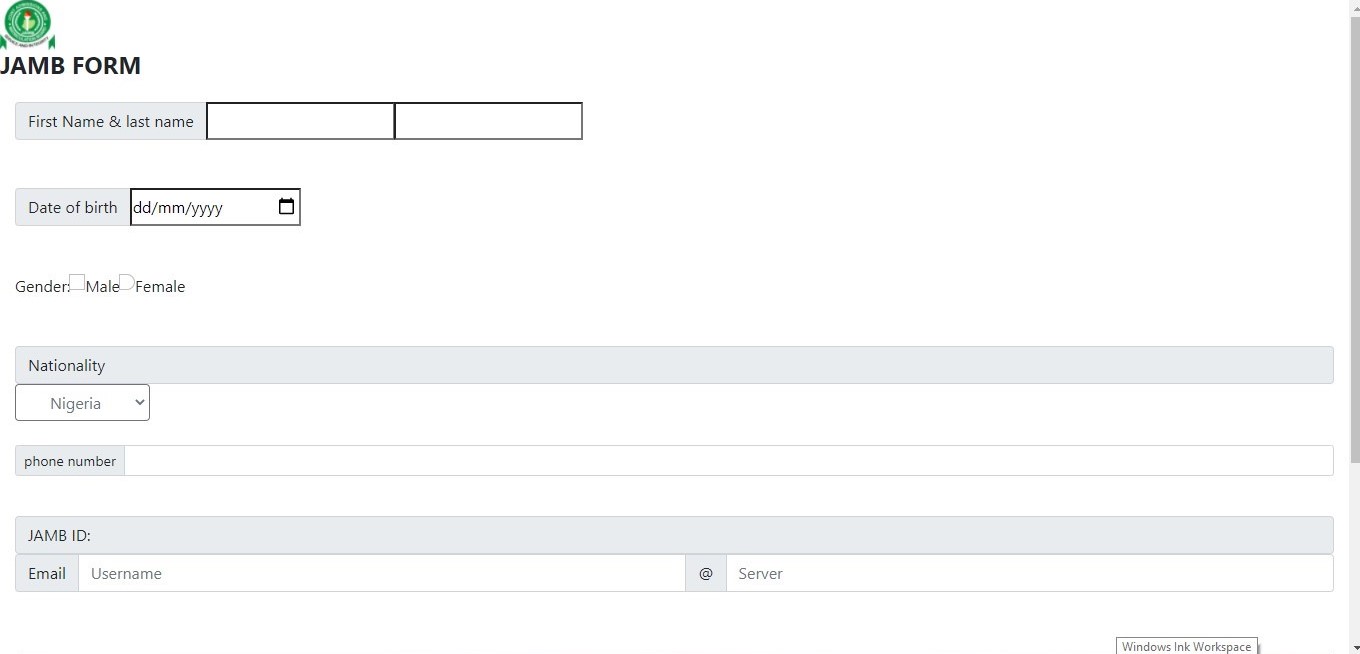 JAMB FORM
First Name & last name
Date of birth dd/mm/yyyy
Gender: Male Female
Nationality
Nigeria
phone number
JAMB ID:
Email Username @ Server
Windows Ink Workspace